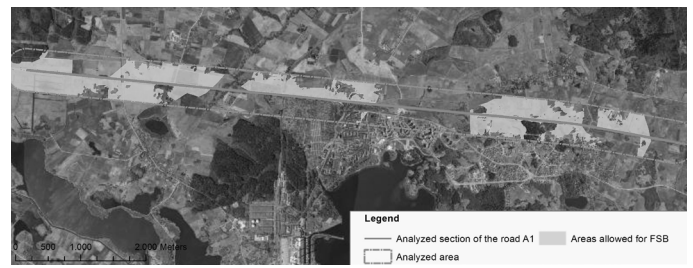 0 500 1.000 2.000 Meters
Legend
Analyzed section of the road A1
Areas allowed for FSB
Analyzed area